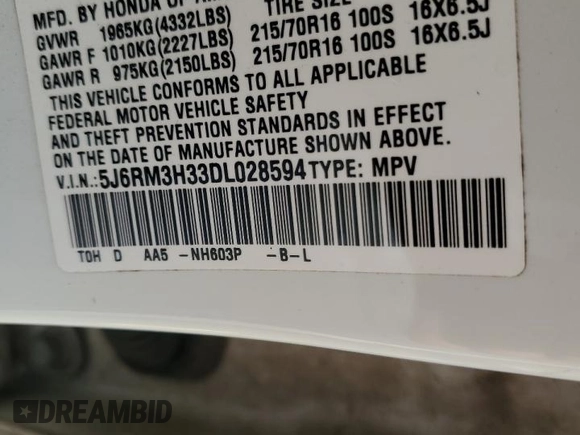 MFD. BY HONDA OF
TIRE SIZE
GVWR 1965KG(4332LBS)
GAWR F 1010KG(2227LBS) 215/70R16 100S 16X6.5J
GAWR R 975KG(2150LBS) 215/70R16 100S 16X6.5J
THIS VEHICLE CONFORMS TO ALL APPLICABLE
FEDERAL MOTOR VEHICLE SAFETY
AND THEFT PREVENTION STANDARDS IN EFFECT
ON THE DATE OF MANUFACTURE SHOWN ABOVE.
V.I.N.:5J6RM3H33DL028594 TYPE: MPV
TOH D AA5 -NH603P -B-L
DREAMBID